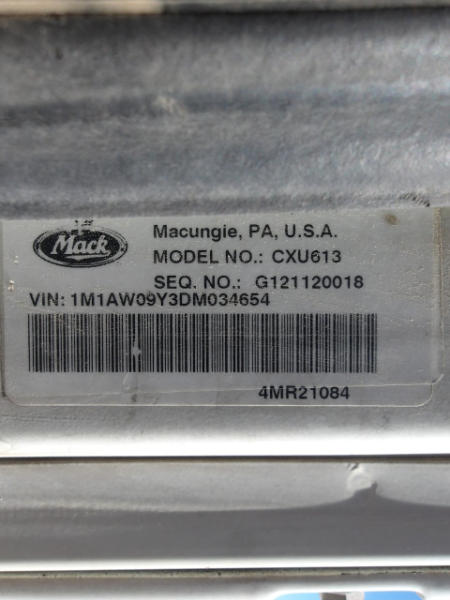 Mack
Macungie, PA, U.S.A.
MODEL NO.: CXU613
SEQ. NO.: G121120018
VIN: 1M1AW09Y3DM034654
4MR21084